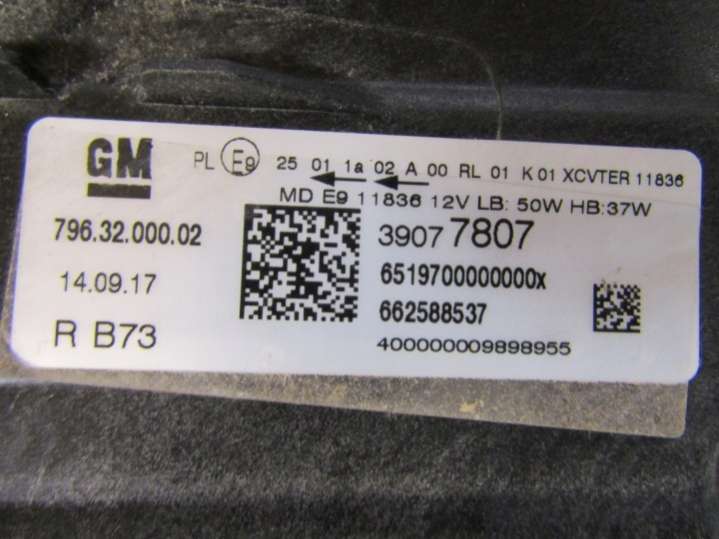 GM PL E9 25 01 1a 02 A 00 RL 01 K 01 XCVTER 11836
MD E9 11836 12V LB: 50W HB:37W
796.32.000.02
3907 7807
14.09.17
6519700000000x
662588537
R B73
400000009898955